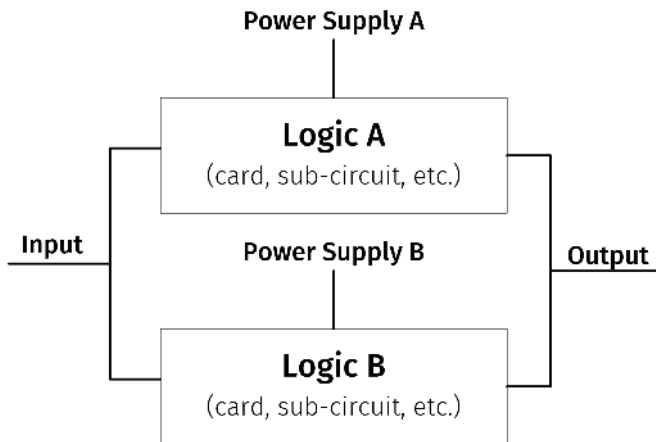 Power Supply A
Logic A
(card, sub-circuit, etc.)
Input
Power Supply B
Output
Logic B
(card, sub-circuit, etc.)